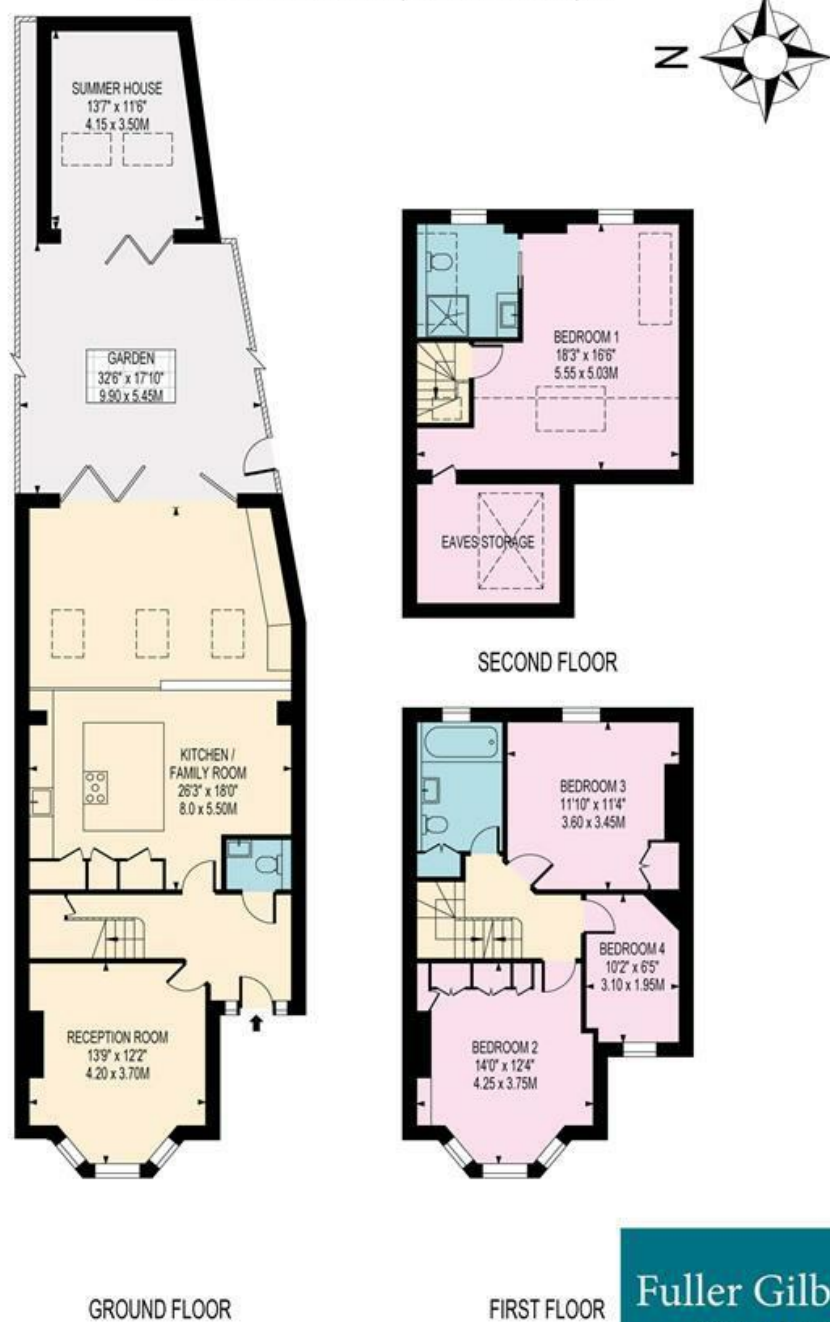 N
SUMMER HOUSE
13'7" x 11'6"
4.15 x 3.50M
GARDEN
32'6" x 17'10"
9.90 x 5.45M
BEDROOM 1
18'3" x 16'6"
5.55 x 5.03M
EAVES STORAGE
SECOND FLOOR
KITCHEN /
FAMILY ROOM
26'3" x 18'0"
8.0 x 5.50M
BEDROOM 3
11'10" x 11'4"
3.60 x 3.45M
BEDROOM 4
10'2" x 6'5"
3.10 x 1.95M
RECEPTION ROOM
13'9" x 12'2"
4.20 x 3.70M
BEDROOM 2
14'0" x 12'4"
4.25 x 3.75M
GROUND FLOOR
FIRST FLOOR
Fuller Gilb